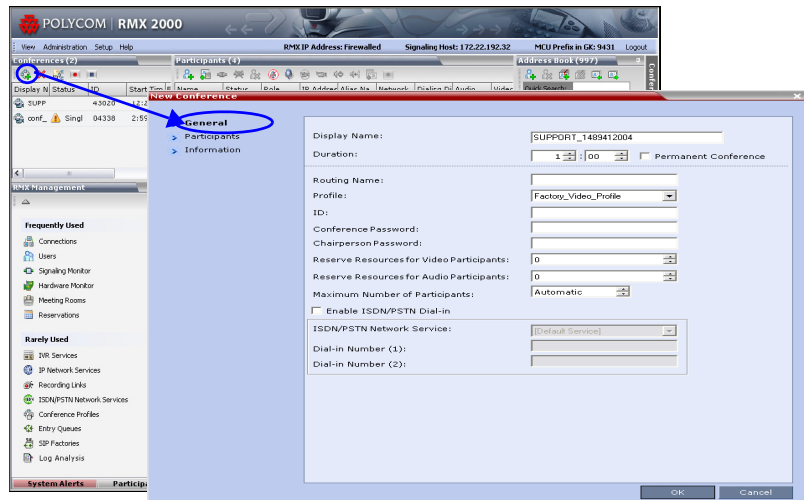 POLYCOM | RMX 2000
View Administration Setup Help
RMX IP Address: Firewalled
Signaling Host: 172.22.192.32
MCU Prefix in GK: 9431
Logout
Conferences (2)
Participants (4)
Address Book (997)
Display N Status ID Start Tim
Name Status Role IP Addres Alias Na Network Dialing Di Audio Video
Quick Search:
SUPP 43020
conf_ Singl 04338 2:59
RMX Management
Frequently Used
Connections
Users
Signaling Monitor
Hardware Monitor
Meeting Rooms
Reservations
Rarely Used
IVR Services
IP Network Services
Recording Links
ISDN/PSTN Network Services
Conference Profiles
Entry Queues
SIP Factories
Log Analysis
System Alerts
New Conference
General
Participants
Information
Display Name: SUPPORT_1489412004
Duration: 1 : 00 Permanent Conference
Routing Name:
Profile: Factory_Video_Profile
ID:
Conference Password:
Chairperson Password:
Reserve Resources for Video Participants: 0
Reserve Resources for Audio Participants: 0
Maximum Number of Participants: Automatic
Enable ISDN/PSTN Dial-in
ISDN/PSTN Network Service: [Default Service]
Dial-in Number (1):
Dial-in Number (2):
OK Cancel